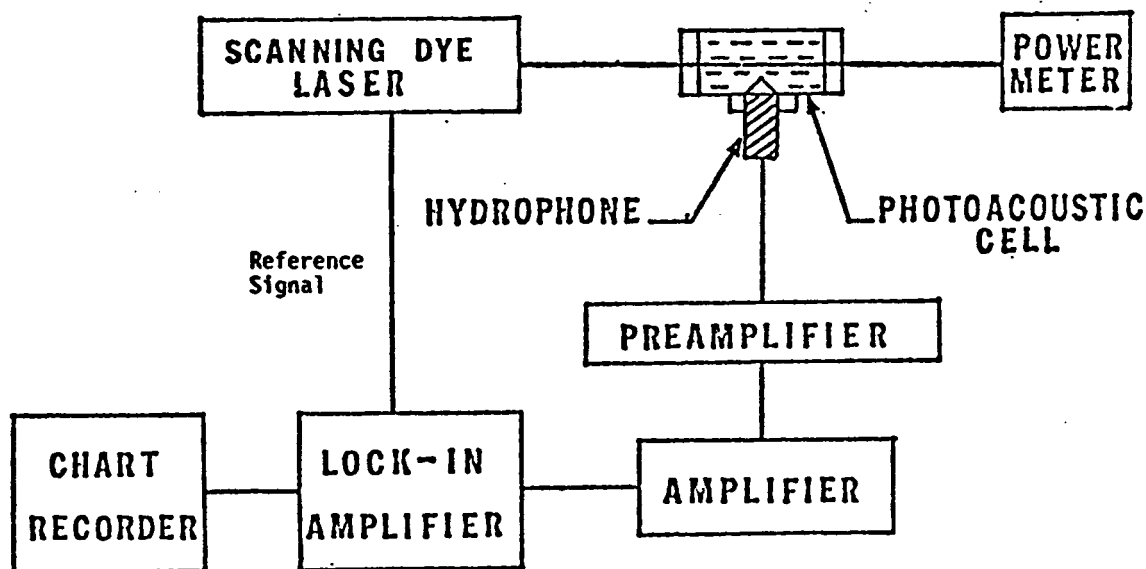 SCANNING DYE
LASER
POWER
METER
HYDROPHONE
PHOTOACOUSTIC
CELL
Reference
Signal
PREAMPLIFIER
CHART
RECORDER
LOCK-IN
AMPLIFIER
AMPLIFIER